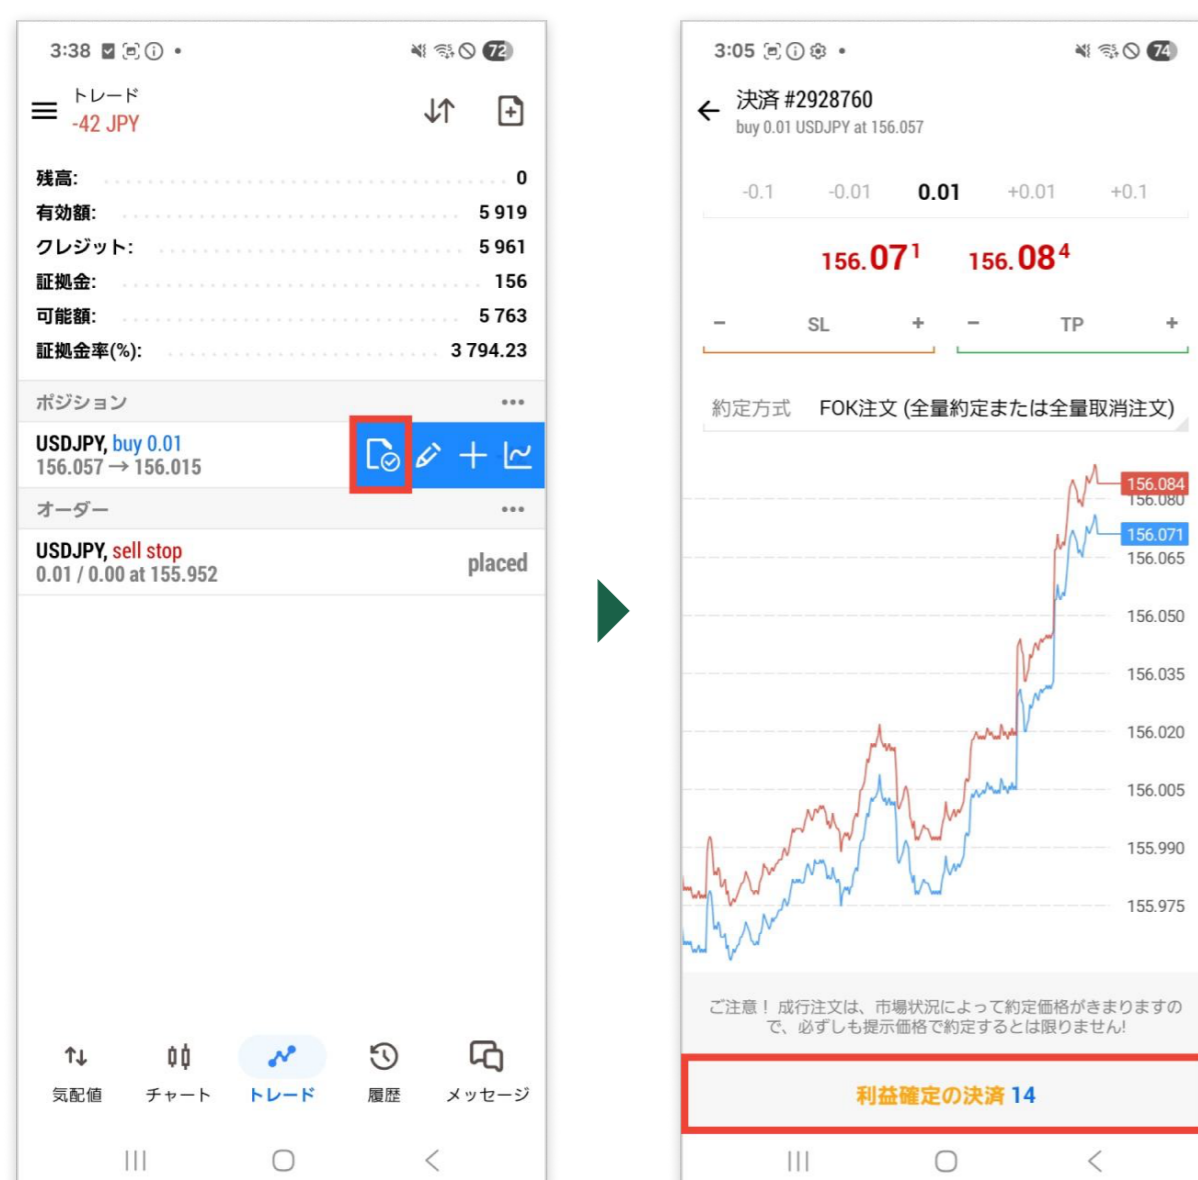 3:38
72
トレード
-42 JPY
残高: 0
有効額: 5 919
クレジット: 5 961
証拠金: 156
可能額: 5 763
証拠金率(%): 3 794.23
ポジション
USDJPY, buy 0.01
156.057 → 156.015
オーダー
USDJPY, sell stop
0.01 / 0.00 at 155.952
placed
気配値 チャート トレード 履歴 メッセージ
3:05
74
決済 #2928760
buy 0.01 USDJPY at 156.057
-0.1 -0.01 0.01 +0.01 +0.1
156.071 156.084
− SL + − TP +
約定方式 FOK注文 (全量約定または全量取消注文)
156.084
156.080
156.071
156.065
156.050
156.035
156.020
156.005
155.990
155.975
ご注意！ 成行注文は、市場状況によって約定価格がきまりますの
で、必ずしも提示価格で約定するとは限りません!
利益確定の決済 14